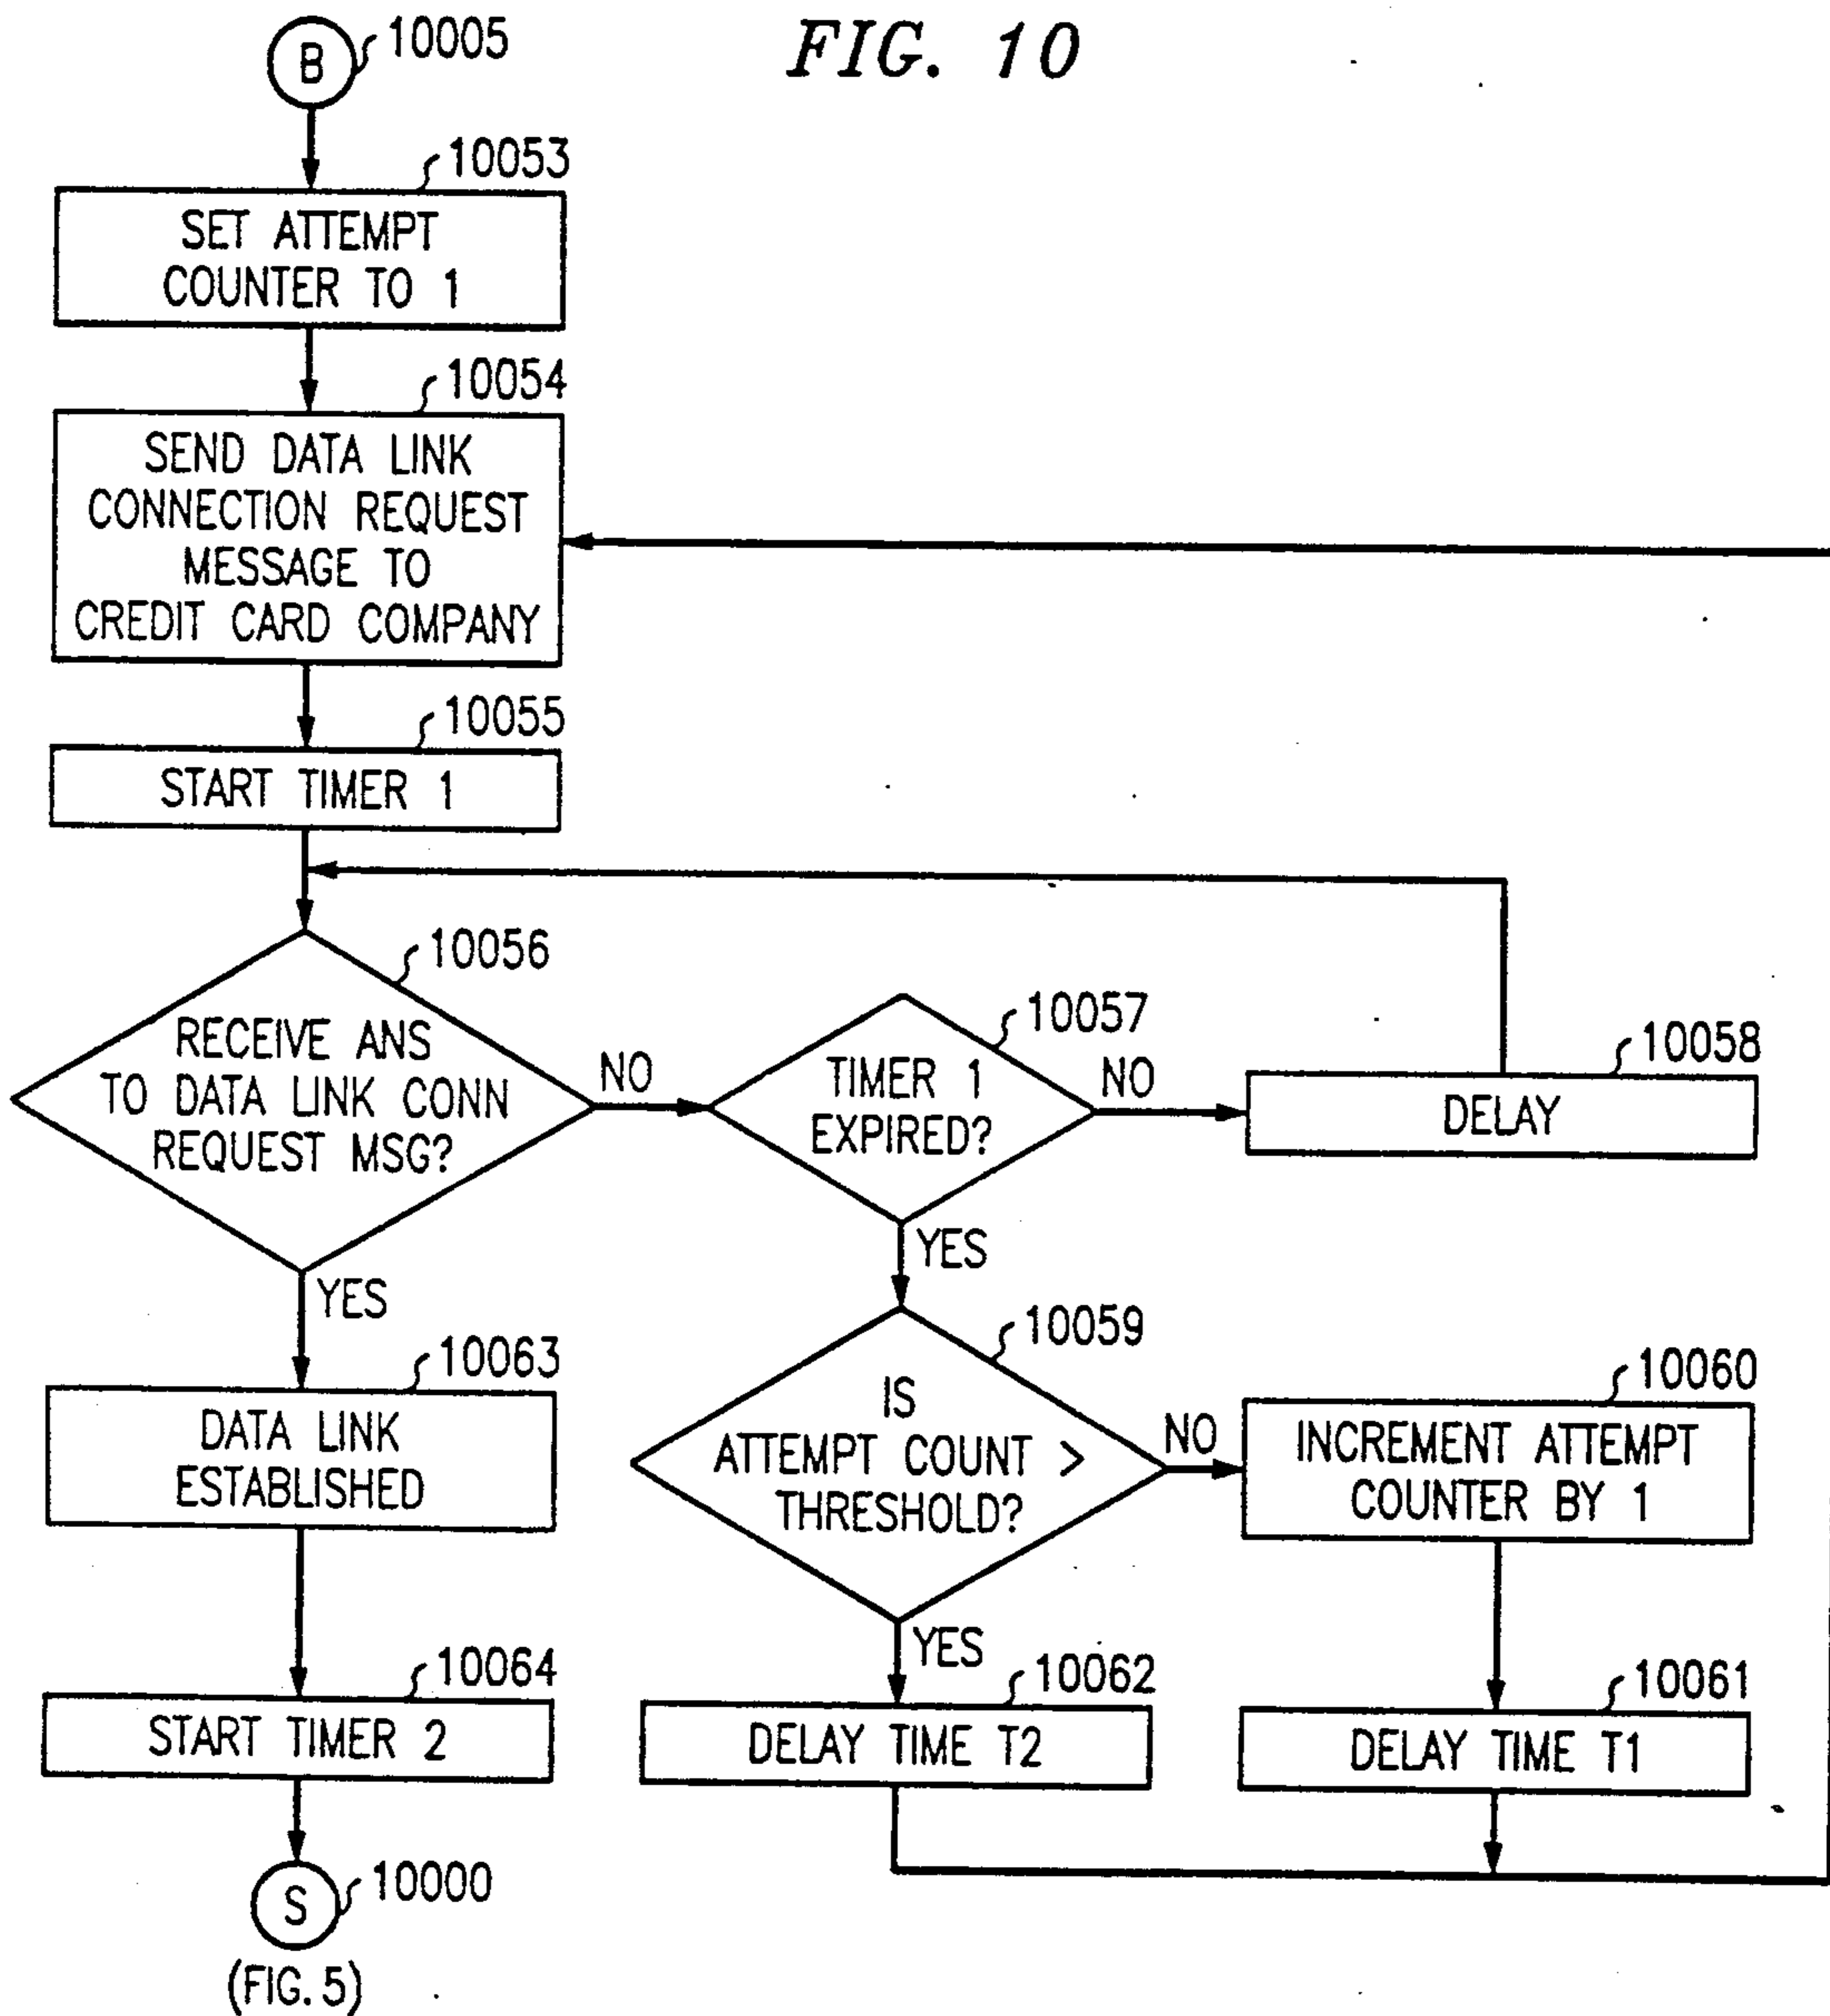 FIG. 10
B
10005
10053
SET ATTEMPT
COUNTER TO 1
10054
SEND DATA LINK
CONNECTION REQUEST
MESSAGE TO
CREDIT CARD COMPANY
10055
START TIMER 1
10056
RECEIVE ANS
TO DATA LINK CONN
REQUEST MSG?
NO
YES
10057
TIMER 1
EXPIRED?
NO
YES
10058
DELAY
10059
IS
ATTEMPT COUNT >
THRESHOLD?
NO
YES
10060
INCREMENT ATTEMPT
COUNTER BY 1
10061
DELAY TIME T1
10062
DELAY TIME T2
10063
DATA LINK
ESTABLISHED
10064
START TIMER 2
S
10000
(FIG. 5)